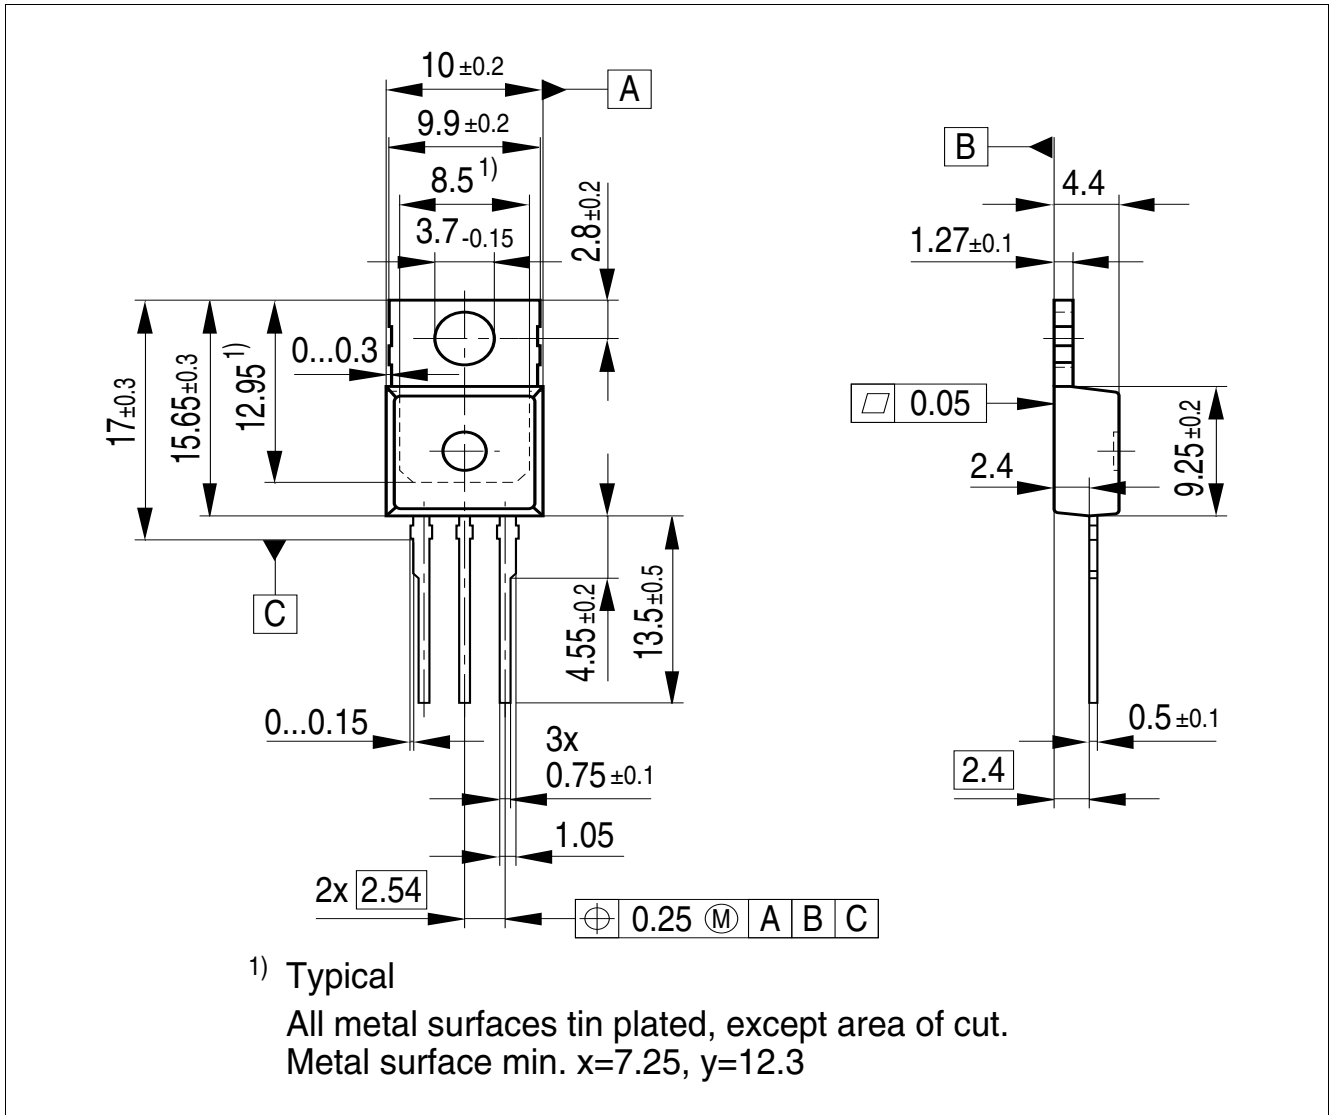 10 ±0.2
A
9.9 ±0.2
8.5 1)
3.7 -0.15
2.8±0.2
B
4.4
1.27±0.1
0...0.3
17±0.3
15.65±0.3
12.95 1)
0.05
2.4
9.25±0.2
C
4.55±0.2
13.5±0.5
0...0.15
3x
0.75 ±0.1
0.5 ±0.1
2.4
1.05
2x 2.54
0.25 Ⓜ A B C
1) Typical
All metal surfaces tin plated, except area of cut.
Metal surface min. x=7.25, y=12.3